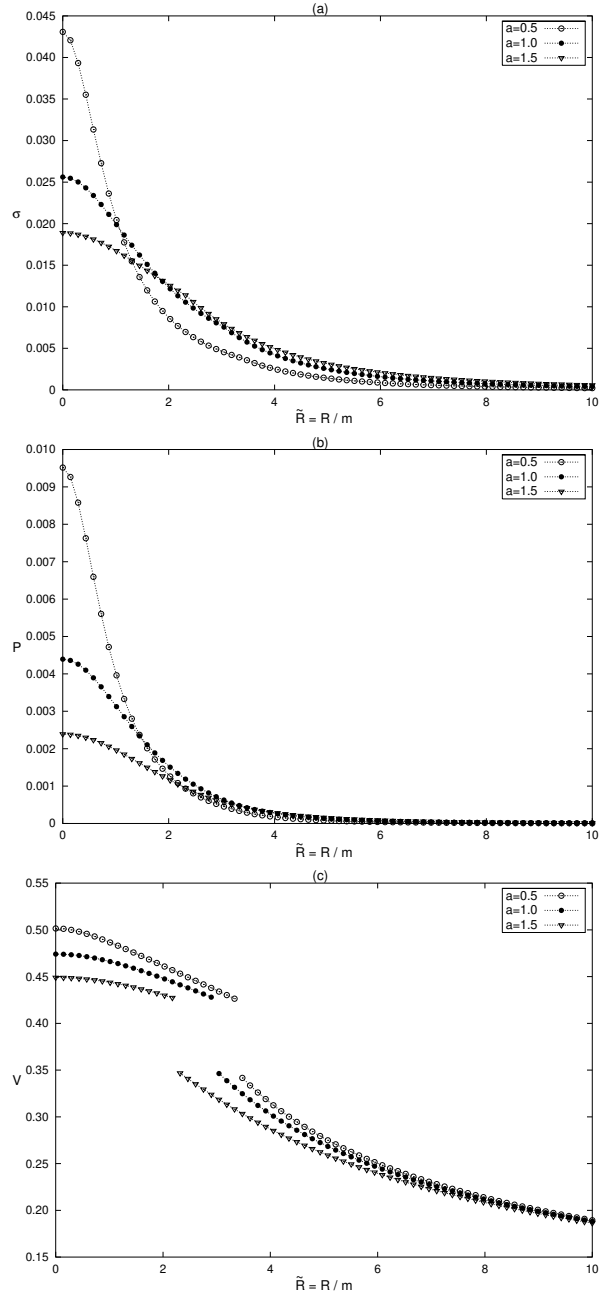 (a)
0.045
0.040
0.035
0.030
0.025
0.020
0.015
0.010
0.005
0
σ
a=0.5
a=1.0
a=1.5
0 2 4 6 8 10
R̃ = R / m
(b)
0.010
0.009
0.008
0.007
0.006
0.005
0.004
0.003
0.002
0.001
0
P
a=0.5
a=1.0
a=1.5
0 2 4 6 8 10
R̃ = R / m
(c)
0.55
0.50
0.45
0.40
0.35
0.30
0.25
0.20
0.15
V
a=0.5
a=1.0
a=1.5
0 2 4 6 8 10
R̃ = R / m